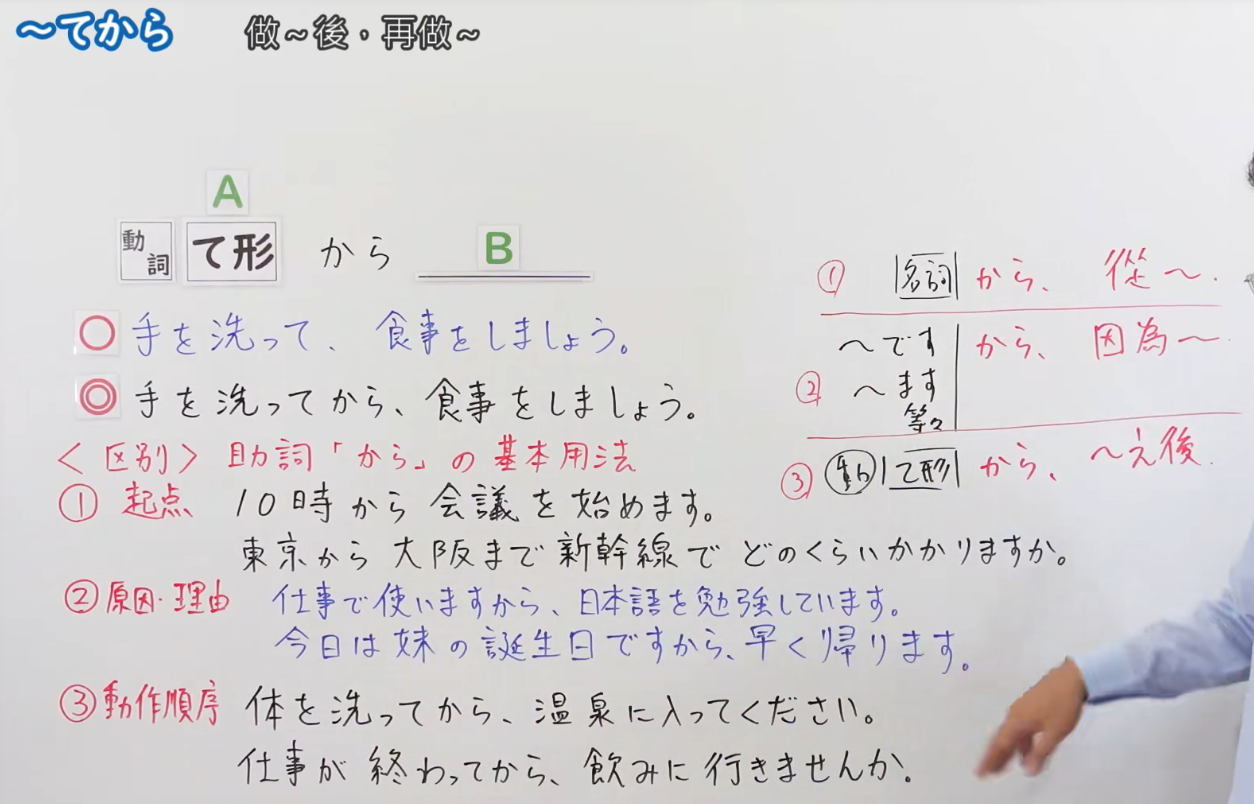 ～てから 做～後，再做～
A
動詞 て形 から B
○ 手を洗って、食事をしましょう。
◎ 手を洗ってから、食事をしましょう。
＜区別＞助詞「から」の基本用法
① 起点 10時から会議を始めます。
東京から大阪まで新幹線でどのくらいかかりますか。
② 原因・理由 仕事で使いますから、日本語を勉強しています。
今日は妹の誕生日ですから、早く帰ります。
③ 動作順序 体を洗ってから、温泉に入ってください。
仕事が終わってから、飲みに行きませんか。
① 名詞 から、從～.
～です から、因為～.
② ～ます
等々
③ 動 て形 から、～え後.